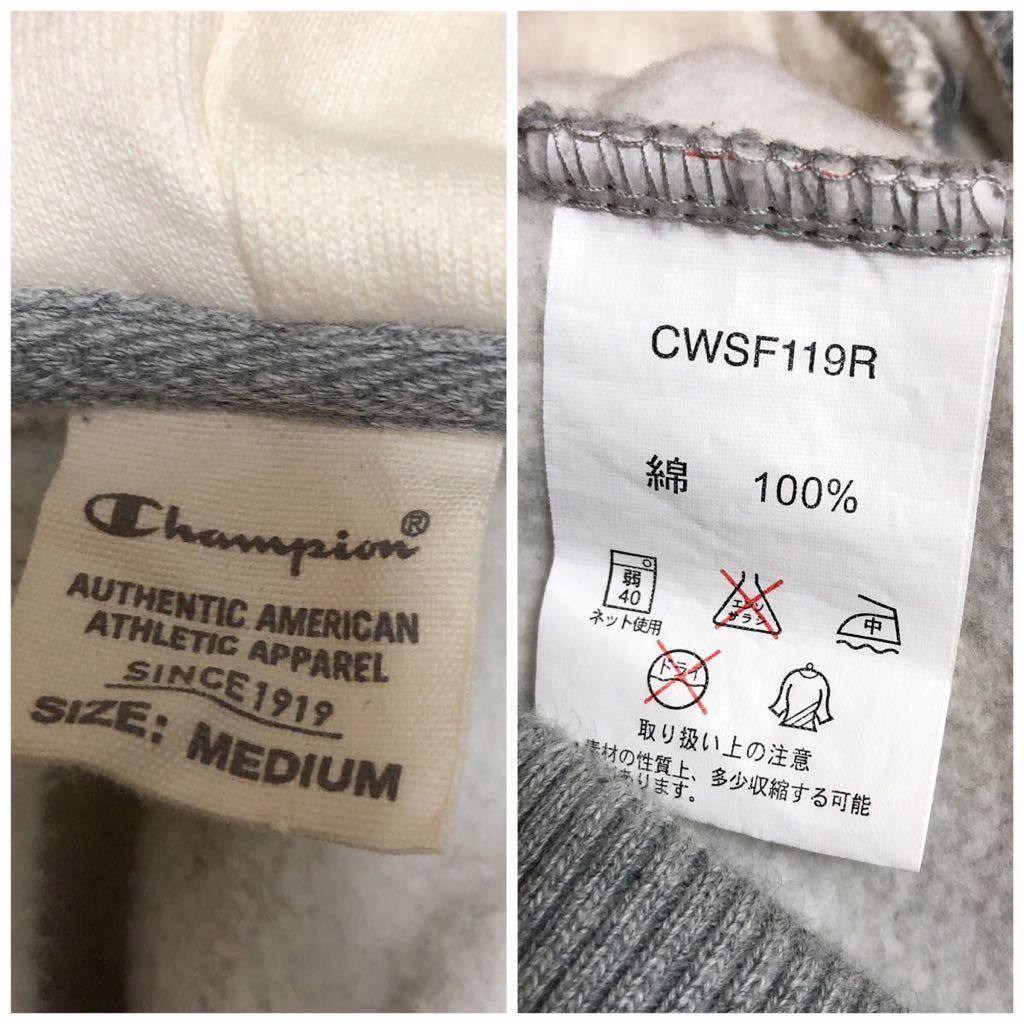 Champion®
AUTHENTIC AMERICAN
ATHLETIC APPAREL
SINCE 1919
SIZE: MEDIUM
CWSF119R
綿 100%
弱
40
ネット使用
エンソ
サラシ
中
ドライ
取り扱い上の注意
素材の性質上、多少収縮する可能
あります。